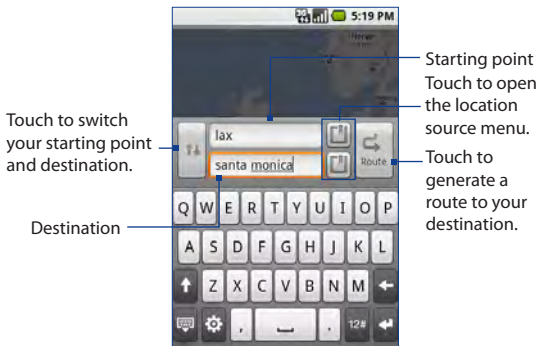 3G
5:19 PM
Starting point
Touch to open
the location
source menu.
Touch to switch
your starting point
and destination.
lax
santa monica
Route
Touch to
generate a
route to your
destination.
Destination
Q W E R T Y U I O P
A S D F G H J K L
Z X C V B N M
, . 12#